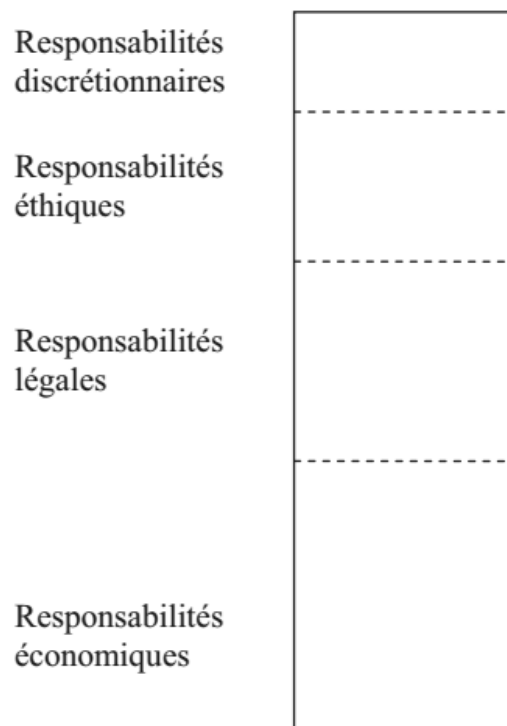 Responsabilités
discrétionnaires
Responsabilités
éthiques
Responsabilités
légales
Responsabilités
économiques